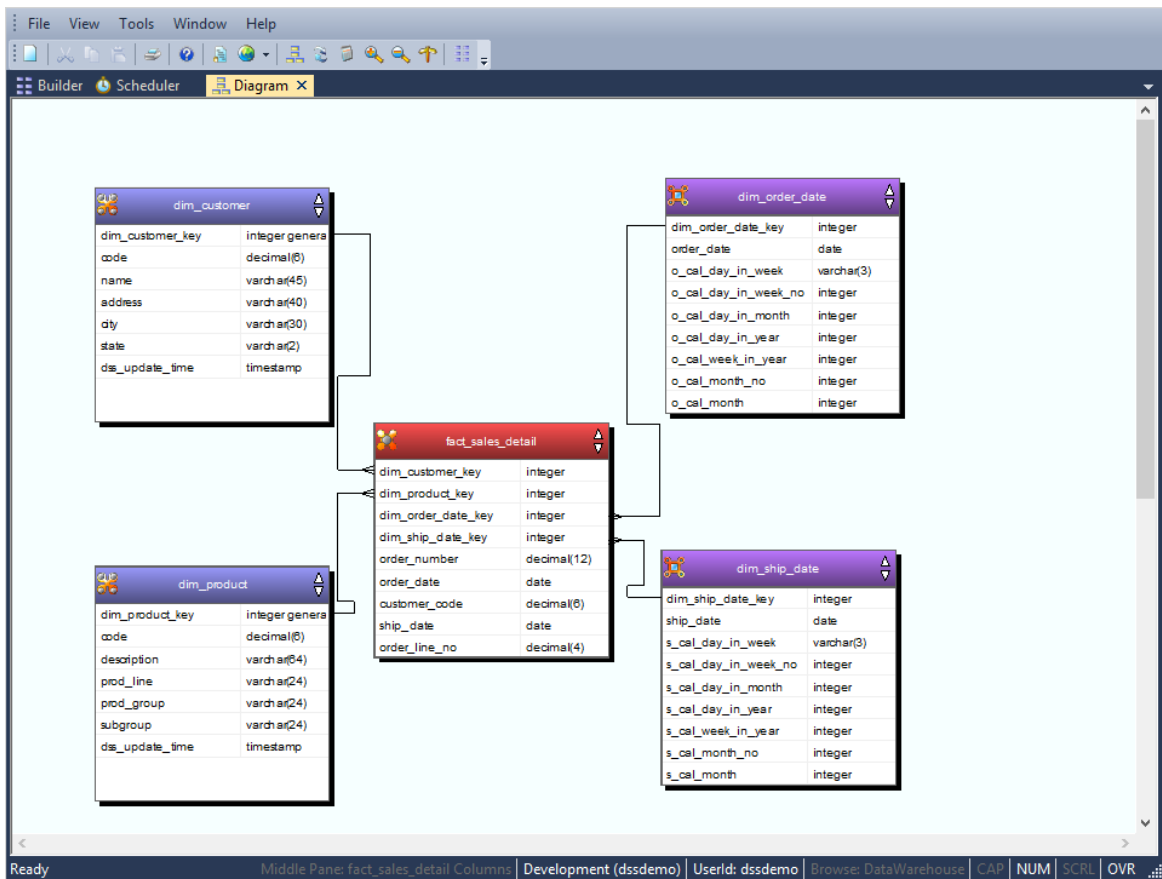 File View Tools Window Help
Builder Scheduler Diagram
dim_customer
dim_customer_key integer genera
code decimal(6)
name varchar(45)
address varchar(40)
city varchar(30)
state varchar(2)
dss_update_time timestamp
dim_order_date
dim_order_date_key integer
order_date date
o_cal_day_in_week varchar(3)
o_cal_day_in_week_no integer
o_cal_day_in_month integer
o_cal_day_in_year integer
o_cal_week_in_year integer
o_cal_month_no integer
o_cal_month integer
fact_sales_detail
dim_customer_key integer
dim_product_key integer
dim_order_date_key integer
dim_ship_date_key integer
order_number decimal(12)
order_date date
customer_code decimal(6)
ship_date date
order_line_no decimal(4)
dim_product
dim_product_key integer genera
code decimal(6)
description varchar(64)
prod_line varchar(24)
prod_group varchar(24)
subgroup varchar(24)
dss_update_time timestamp
dim_ship_date
dim_ship_date_key integer
ship_date date
s_cal_day_in_week varchar(3)
s_cal_day_in_week_no integer
s_cal_day_in_month integer
s_cal_day_in_year integer
s_cal_week_in_year integer
s_cal_month_no integer
s_cal_month integer
Ready Middle Pane: fact_sales_detail Columns Development (dssdemo) UserId: dssdemo Browse: DataWarehouse CAP NUM SCRL OVR